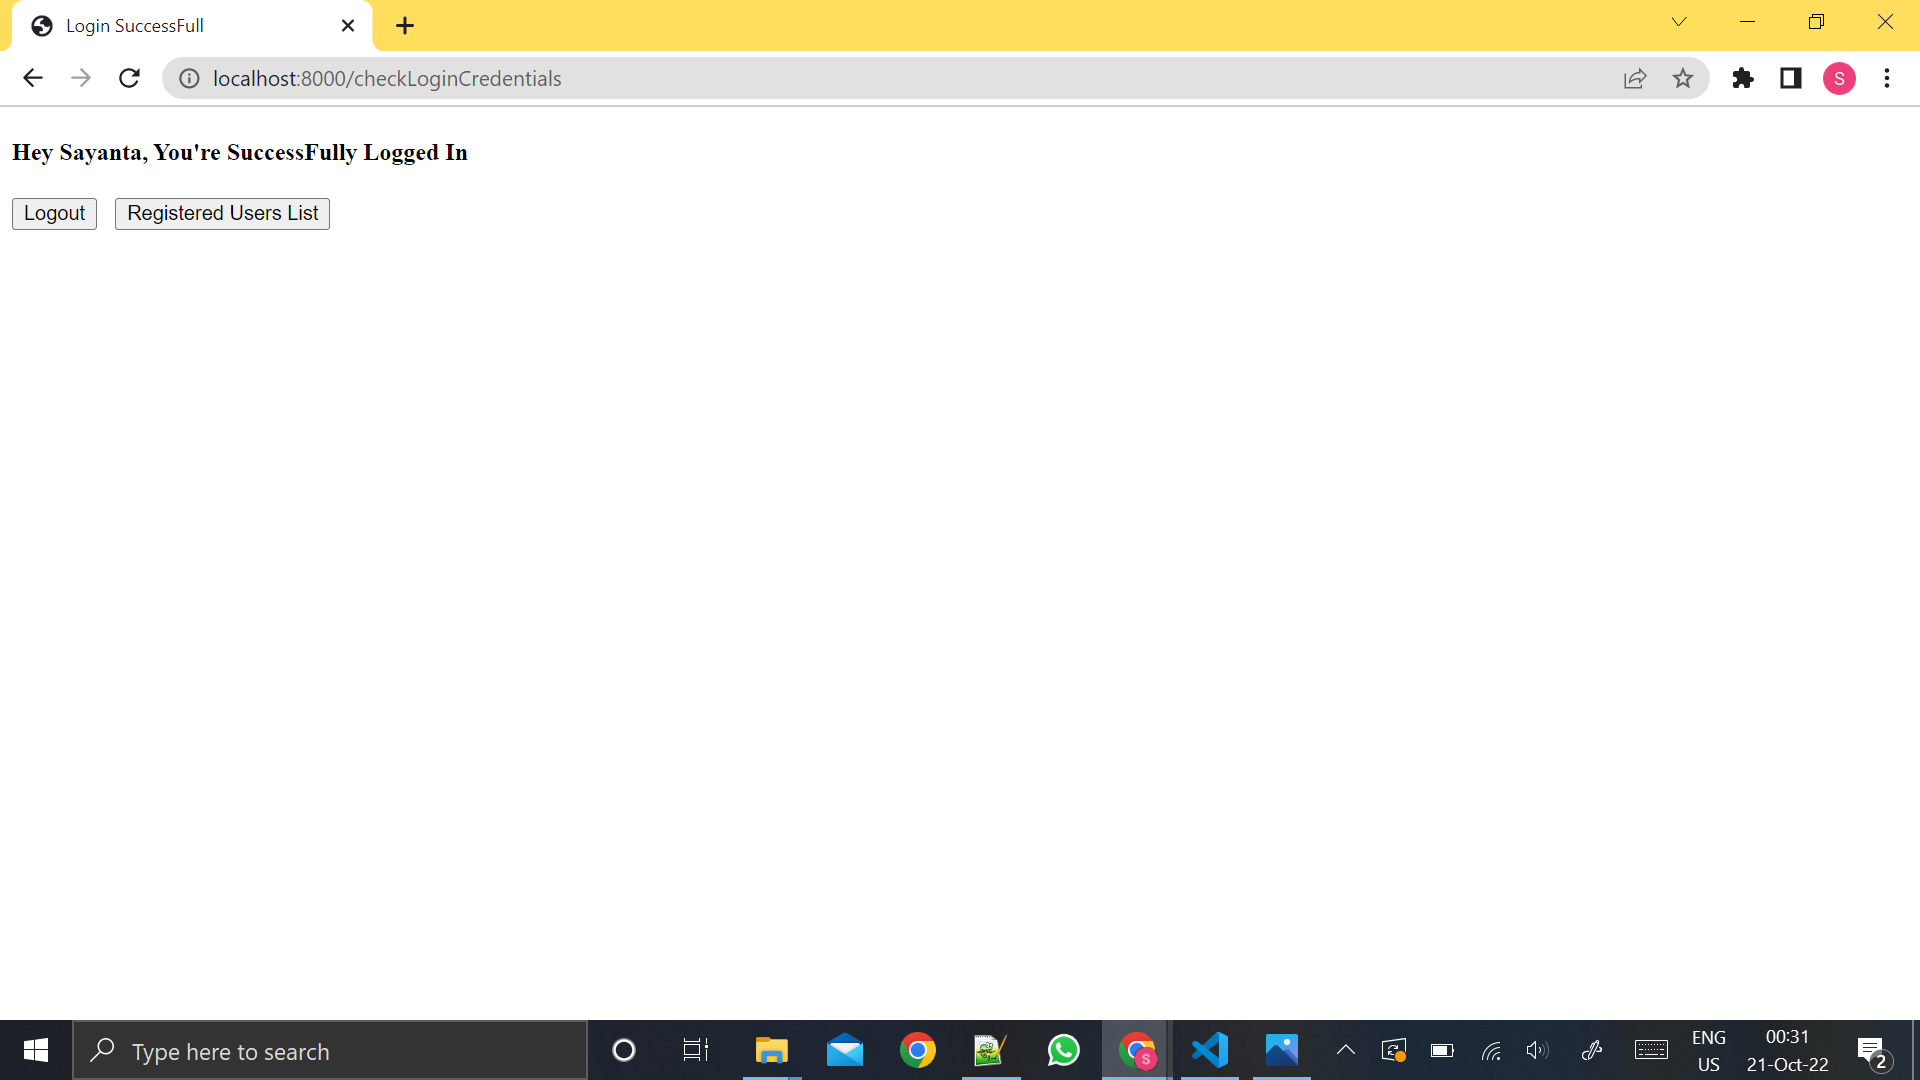 Login SuccessFull
localhost:8000/checkLoginCredentials
S
Hey Sayanta, You're SuccessFully Logged In
Logout Registered Users List
Type here to search
S
ENG
US
00:31
21-Oct-22
2